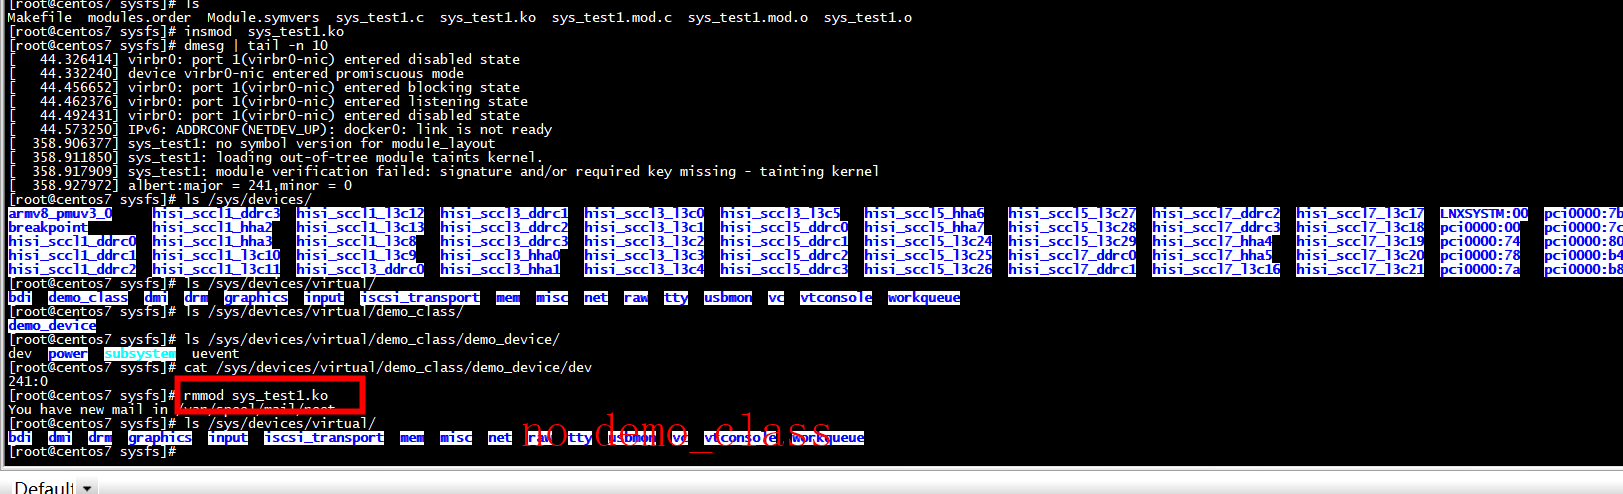 [root@centos7 sysfs]# ls
Makefile  modules.order  Module.symvers  sys_test1.c  sys_test1.ko  sys_test1.mod.c  sys_test1.mod.o  sys_test1.o
[root@centos7 sysfs]# insmod  sys_test1.ko
[root@centos7 sysfs]# dmesg | tail -n 10
[   44.326414] virbr0: port 1(virbr0-nic) entered disabled state
[   44.332240] device virbr0-nic entered promiscuous mode
[   44.456652] virbr0: port 1(virbr0-nic) entered blocking state
[   44.462376] virbr0: port 1(virbr0-nic) entered listening state
[   44.492431] virbr0: port 1(virbr0-nic) entered disabled state
[   44.573250] IPv6: ADDRCONF(NETDEV_UP): docker0: link is not ready
[  358.906377] sys_test1: no symbol version for module_layout
[  358.911850] sys_test1: loading out-of-tree module taints kernel.
[  358.917909] sys_test1: module verification failed: signature and/or required key missing - tainting kernel
[  358.927972] albert:major = 241,minor = 0
[root@centos7 sysfs]# ls /sys/devices/
armv8_pmuv3_0  hisi_sccl1_ddrc3  hisi_sccl1_l3c12  hisi_sccl3_ddrc1  hisi_sccl3_l3c0  hisi_sccl3_l3c5  hisi_sccl5_hha6  hisi_sccl5_l3c27  hisi_sccl7_ddrc2  hisi_sccl7_l3c17  LNXSYSTM:00  pci0000:7b
breakpoint  hisi_sccl1_hha2  hisi_sccl1_l3c13  hisi_sccl3_ddrc2  hisi_sccl3_l3c1  hisi_sccl5_ddrc0  hisi_sccl5_hha7  hisi_sccl5_l3c28  hisi_sccl7_ddrc3  hisi_sccl7_l3c18  pci0000:00  pci0000:7c
hisi_sccl1_ddrc0  hisi_sccl1_hha3  hisi_sccl1_l3c8  hisi_sccl3_ddrc3  hisi_sccl3_l3c2  hisi_sccl5_ddrc1  hisi_sccl5_l3c24  hisi_sccl5_l3c29  hisi_sccl7_hha4  hisi_sccl7_l3c19  pci0000:74  pci0000:80
hisi_sccl1_ddrc1  hisi_sccl1_l3c10  hisi_sccl1_l3c9  hisi_sccl3_hha0  hisi_sccl3_l3c3  hisi_sccl5_ddrc2  hisi_sccl5_l3c25  hisi_sccl7_ddrc0  hisi_sccl7_hha5  hisi_sccl7_l3c20  pci0000:78  pci0000:b4
hisi_sccl1_ddrc2  hisi_sccl1_l3c11  hisi_sccl3_ddrc0  hisi_sccl3_hha1  hisi_sccl3_l3c4  hisi_sccl5_ddrc3  hisi_sccl5_l3c26  hisi_sccl7_ddrc1  hisi_sccl7_l3c16  hisi_sccl7_l3c21  pci0000:7a  pci0000:b8
[root@centos7 sysfs]# ls /sys/devices/virtual/
bdi  demo_class  dmi  drm  graphics  input  iscsi_transport  mem  misc  net  raw  tty  usbmon  vc  vtconsole  workqueue
[root@centos7 sysfs]# ls /sys/devices/virtual/demo_class/
demo_device
[root@centos7 sysfs]# ls /sys/devices/virtual/demo_class/demo_device/
dev  power  subsystem  uevent
[root@centos7 sysfs]# cat /sys/devices/virtual/demo_class/demo_device/dev
241:0
[root@centos7 sysfs]# rmmod sys_test1.ko
You have new mail in /var/spool/mail/root
[root@centos7 sysfs]# ls /sys/devices/virtual/
no demo_class
bdi  dmi  drm  graphics  input  iscsi_transport  mem  misc  net  raw  tty  usbmon  vc  vtconsole  workqueue
[root@centos7 sysfs]#
Default